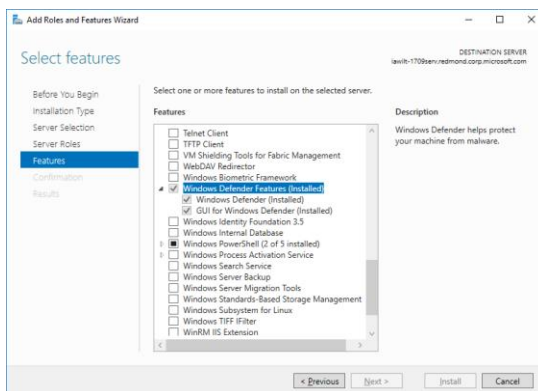 Add Roles and Features Wizard
Select features
DESTINATION SERVER
iawilt-1709serv.redmond.corp.microsoft.com
Before You Begin
Installation Type
Server Selection
Server Roles
Features
Confirmation
Results
Select one or more features to install on the selected server.
Features
Telnet Client
TFTP Client
VM Shielding Tools for Fabric Management
WebDAV Redirector
Windows Biometric Framework
Windows Defender Features (Installed)
Windows Defender (Installed)
GUI for Windows Defender (Installed)
Windows Identity Foundation 3.5
Windows Internal Database
Windows PowerShell (2 of 5 installed)
Windows Process Activation Service
Windows Search Service
Windows Server Backup
Windows Server Migration Tools
Windows Standards-Based Storage Management
Windows Subsystem for Linux
Windows TIFF IFilter
WinRM IIS Extension
Description
Windows Defender helps protect
your machine from malware.
< Previous
Next >
Install
Cancel